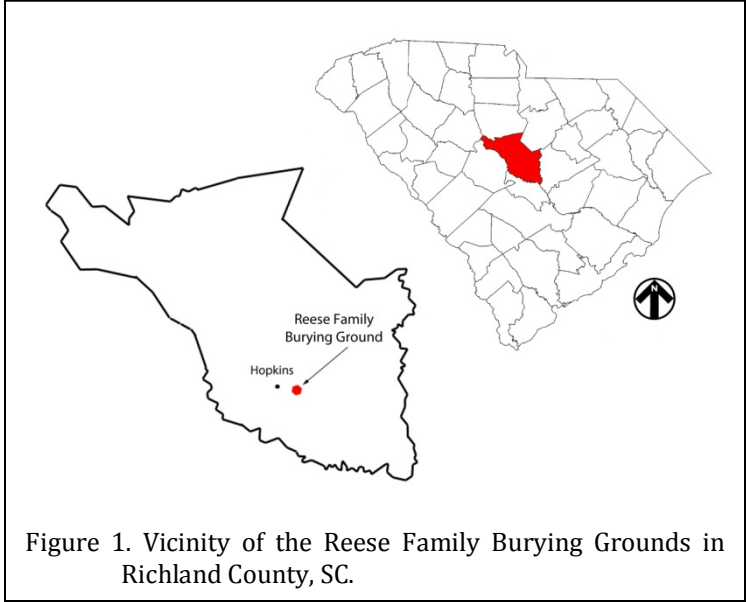 N
Reese Family
Burying Ground
Hopkins
Figure 1. Vicinity of the Reese Family Burying Grounds in
Richland County, SC.